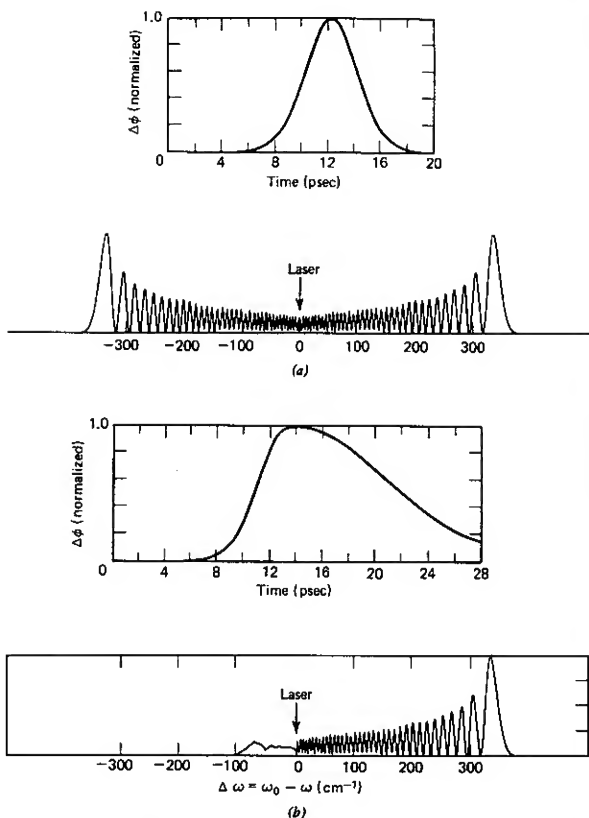 Δφ (normalized)
1.0
0 4 8 12 16 20
Time (psec)
Laser
−300 −200 −100 0 100 200 300
(a)
Δφ (normalized)
1.0
0 4 8 12 16 20 24 28
Time (psec)
Laser
−300 −200 −100 0 100 200 300
Δ ω = ω₀ − ω (cm⁻¹)
(b)